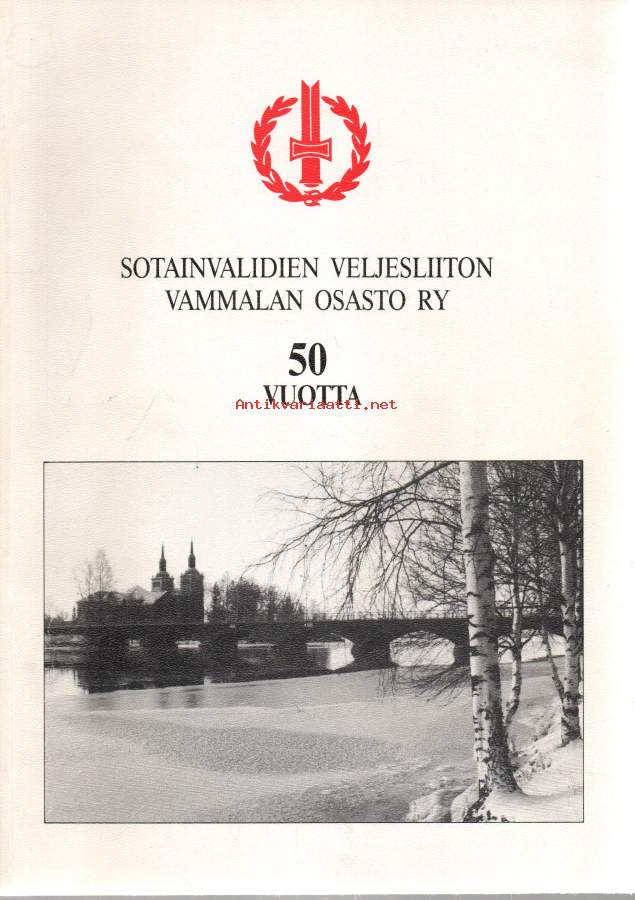 SOTAINVALIDIEN VELJESLIITON
VAMMALAN OSASTO RY
50
VUOTTA
Antikvariaatti.net